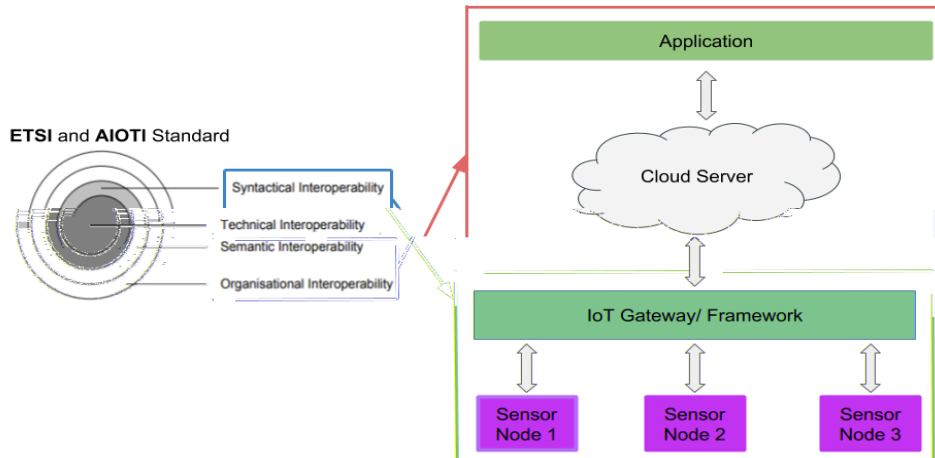 ETSI and AIOTI Standard
Syntactical Interoperability
Technical Interoperability
Semantic Interoperability
Organisational Interoperability
Application
Cloud Server
IoT Gateway/ Framework
Sensor
Node 1
Sensor
Node 2
Sensor
Node 3